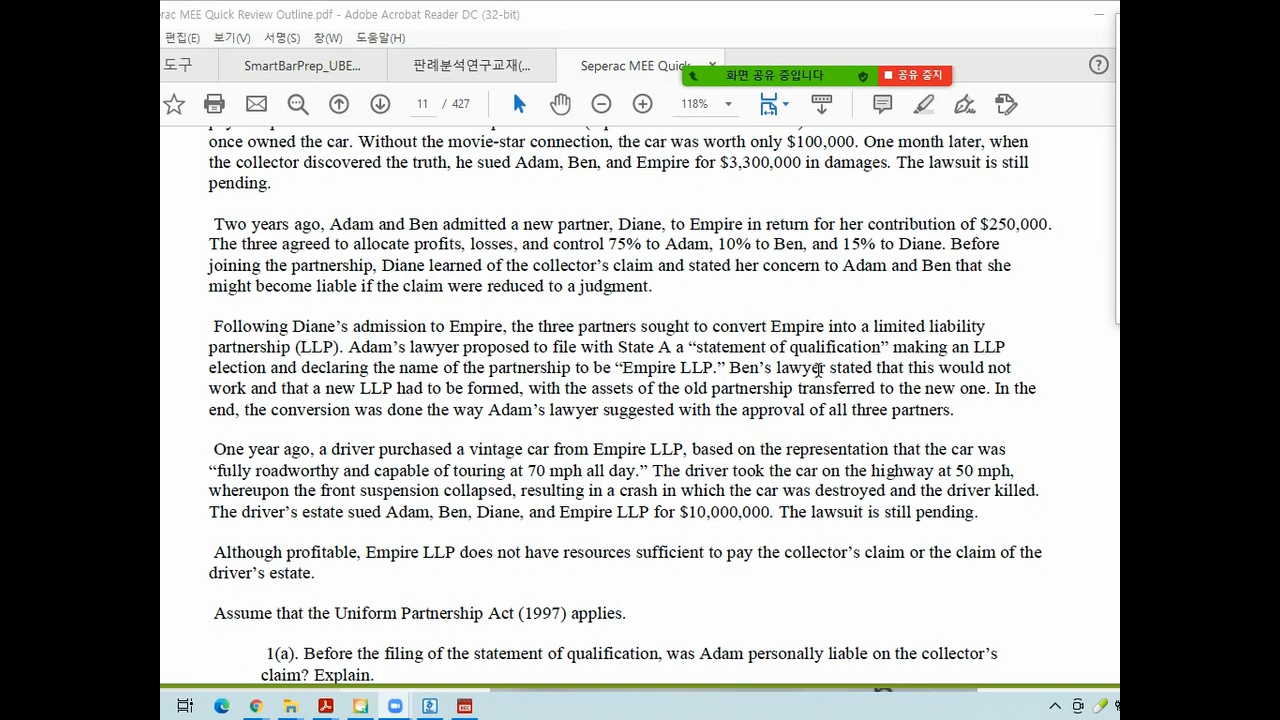 erac MEE Quick Review Outline.pdf - Adobe Acrobat Reader DC (32-bit)
편집(E) 보기(V) 서명(S) 창(W) 도움말(H)
도구 SmartBarPrep_UBE... 판례분석연구교재(... Seperac MEE Quick
화면 공유 중입니다 공유 중지
11 / 427 118%
once owned the car. Without the movie-star connection, the car was worth only $100,000. One month later, when
the collector discovered the truth, he sued Adam, Ben, and Empire for $3,300,000 in damages. The lawsuit is still
pending.
Two years ago, Adam and Ben admitted a new partner, Diane, to Empire in return for her contribution of $250,000.
The three agreed to allocate profits, losses, and control 75% to Adam, 10% to Ben, and 15% to Diane. Before
joining the partnership, Diane learned of the collector's claim and stated her concern to Adam and Ben that she
might become liable if the claim were reduced to a judgment.
Following Diane's admission to Empire, the three partners sought to convert Empire into a limited liability
partnership (LLP). Adam's lawyer proposed to file with State A a “statement of qualification” making an LLP
election and declaring the name of the partnership to be “Empire LLP.” Ben's lawyer stated that this would not
work and that a new LLP had to be formed, with the assets of the old partnership transferred to the new one. In the
end, the conversion was done the way Adam's lawyer suggested with the approval of all three partners.
One year ago, a driver purchased a vintage car from Empire LLP, based on the representation that the car was
“fully roadworthy and capable of touring at 70 mph all day.” The driver took the car on the highway at 50 mph,
whereupon the front suspension collapsed, resulting in a crash in which the car was destroyed and the driver killed.
The driver's estate sued Adam, Ben, Diane, and Empire LLP for $10,000,000. The lawsuit is still pending.
Although profitable, Empire LLP does not have resources sufficient to pay the collector's claim or the claim of the
driver's estate.
Assume that the Uniform Partnership Act (1997) applies.
1(a). Before the filing of the statement of qualification, was Adam personally liable on the collector's
claim? Explain.